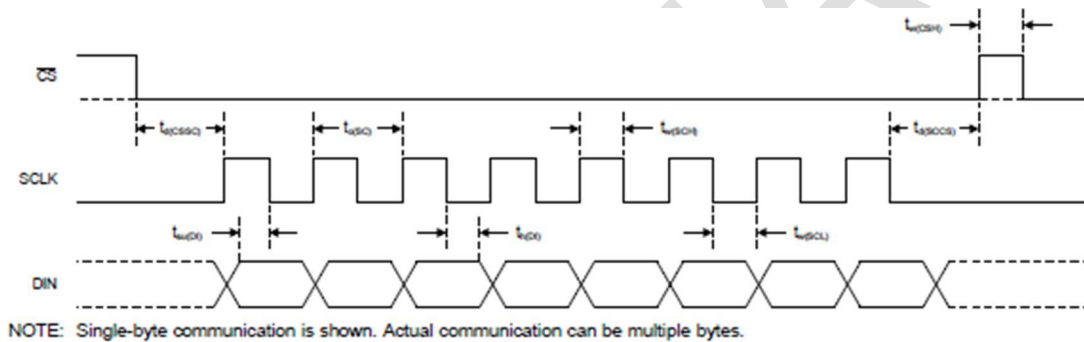 tw(CSH)
CS
td(CSSC) tc(SC) tw(SCH) td(SCCS)
SCLK
tsu(DI) th(DI) tw(SCL)
DIN
NOTE: Single-byte communication is shown. Actual communication can be multiple bytes.